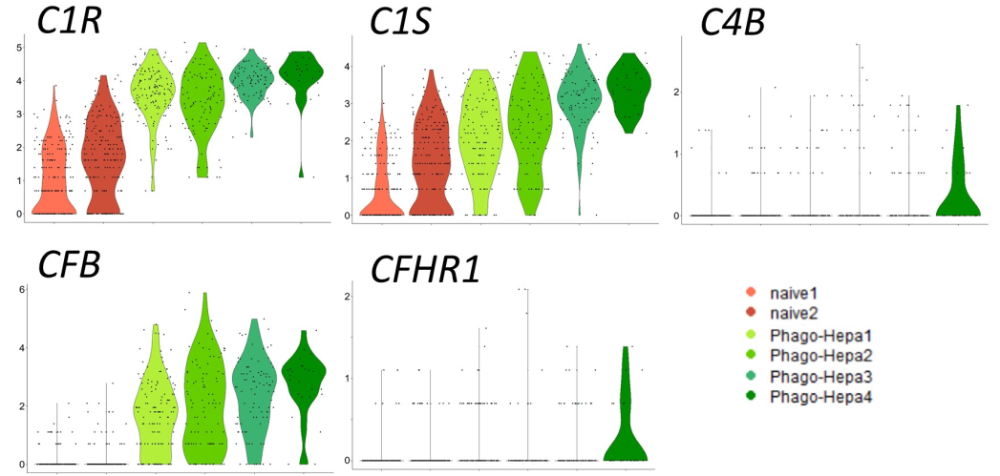 C1R
C1S
C4B
5
4
3
2
1
0
4
3
2
1
0
2
1
0
CFB
CFHR1
6
4
2
0
2
1
0
naive1
naive2
Phago-Hepa1
Phago-Hepa2
Phago-Hepa3
Phago-Hepa4